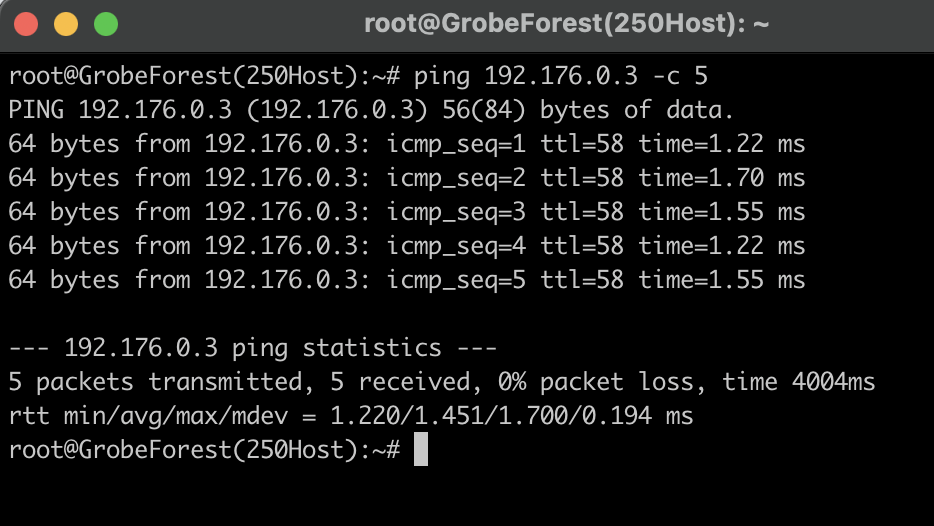 root@GrobeForest(250Host): ~
root@GrobeForest(250Host):~# ping 192.176.0.3 -c 5
PING 192.176.0.3 (192.176.0.3) 56(84) bytes of data.
64 bytes from 192.176.0.3: icmp_seq=1 ttl=58 time=1.22 ms
64 bytes from 192.176.0.3: icmp_seq=2 ttl=58 time=1.70 ms
64 bytes from 192.176.0.3: icmp_seq=3 ttl=58 time=1.55 ms
64 bytes from 192.176.0.3: icmp_seq=4 ttl=58 time=1.22 ms
64 bytes from 192.176.0.3: icmp_seq=5 ttl=58 time=1.55 ms

--- 192.176.0.3 ping statistics ---
5 packets transmitted, 5 received, 0% packet loss, time 4004ms
rtt min/avg/max/mdev = 1.220/1.451/1.700/0.194 ms
root@GrobeForest(250Host):~#